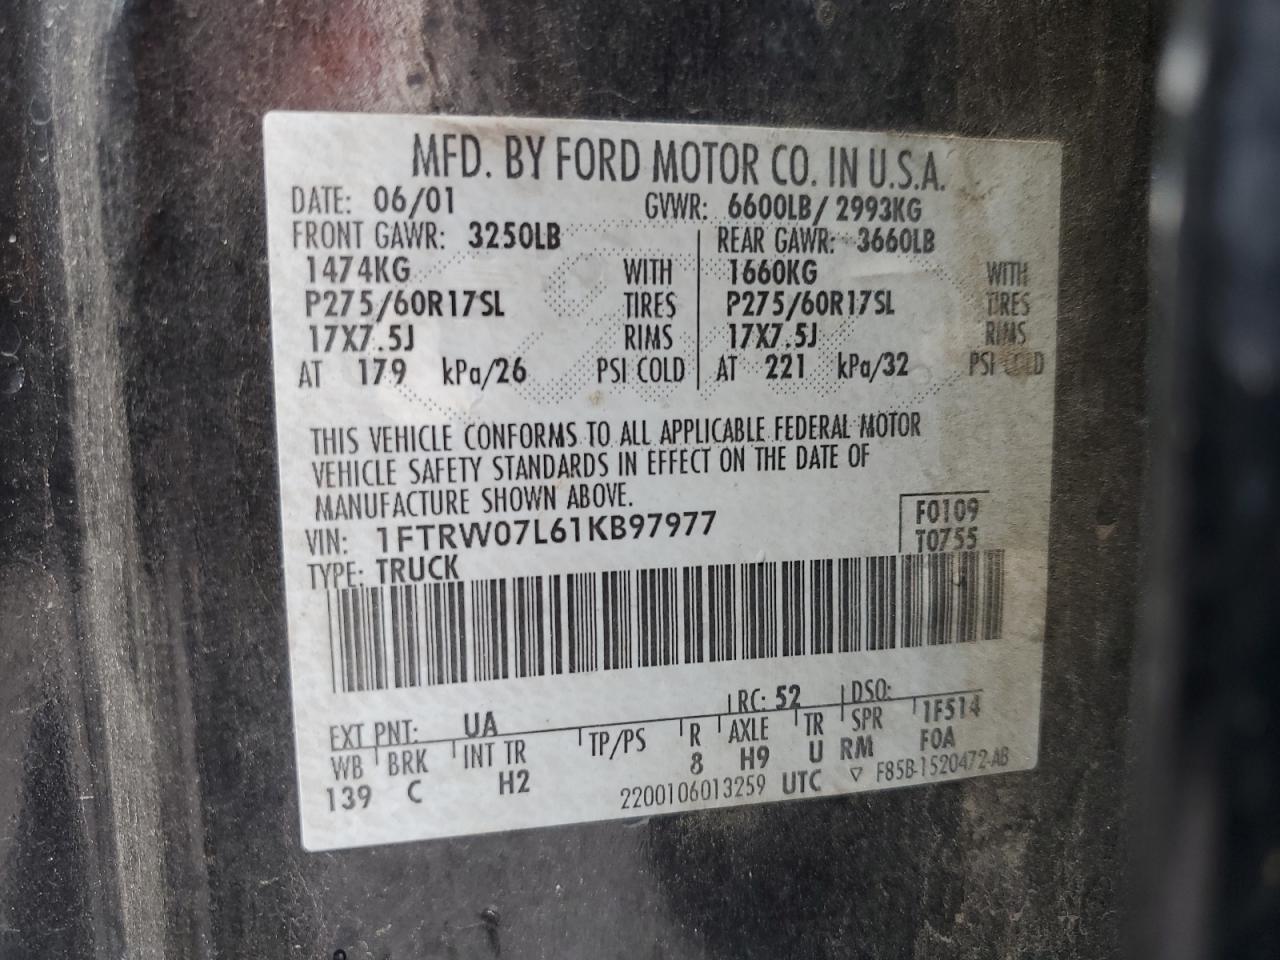 MFD. BY FORD MOTOR CO. IN U.S.A.
DATE: 06/01 GVWR: 6600LB/ 2993KG
FRONT GAWR: 3250LB REAR GAWR: 3660LB
1474KG WITH 1660KG WITH
P275/60R17SL TIRES P275/60R17SL TIRES
17X7.5J RIMS 17X7.5J RIMS
AT 179 kPa/26 PSI COLD AT 221 kPa/32 PSI COLD
THIS VEHICLE CONFORMS TO ALL APPLICABLE FEDERAL MOTOR
VEHICLE SAFETY STANDARDS IN EFFECT ON THE DATE OF
MANUFACTURE SHOWN ABOVE.
VIN: 1FTRW07L61KB97977 F0109
TYPE: TRUCK T0755
EXT PNT: UA RC: 52 DSO:
WB BRK INT TR TP/PS R AXLE TR SPR 1F514
139 C H2 8 H9 U RM F0A
2200106013259 UTC ▽ F85B-1520472-AB